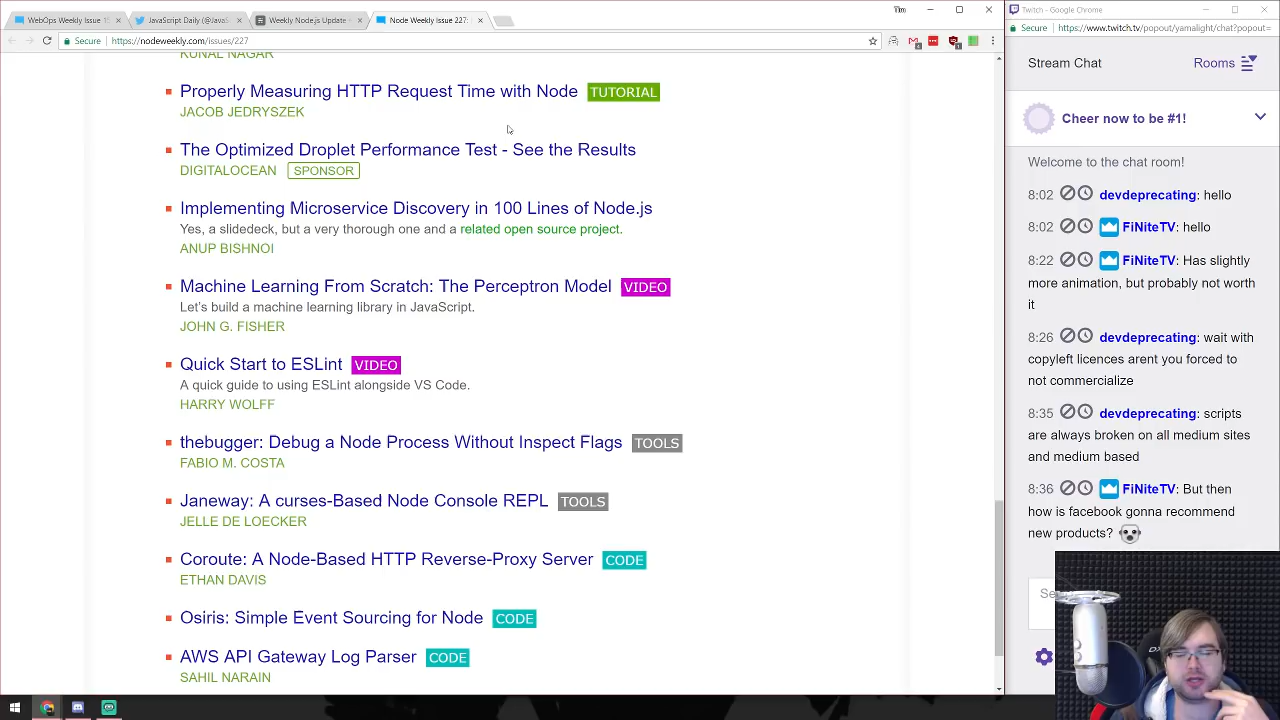 WebOps Weekly Issue 15
JavaScript Daily (@JavaS
Weekly Node.js Update -
Node Weekly Issue 227:
Tim
Twitch - Google Chrome
Secure
https://nodeweekly.com/issues/227
Secure
https://www.twitch.tv/popout/yamalight/chat?popout=
KUNAL NAGAR
Properly Measuring HTTP Request Time with Node TUTORIAL
JACOB JEDRYSZEK
The Optimized Droplet Performance Test - See the Results
DIGITALOCEAN SPONSOR
Implementing Microservice Discovery in 100 Lines of Node.js
Yes, a slidedeck, but a very thorough one and a related open source project.
ANUP BISHNOI
Machine Learning From Scratch: The Perceptron Model VIDEO
Let's build a machine learning library in JavaScript.
JOHN G. FISHER
Quick Start to ESLint VIDEO
A quick guide to using ESLint alongside VS Code.
HARRY WOLFF
thebugger: Debug a Node Process Without Inspect Flags TOOLS
FABIO M. COSTA
Janeway: A curses-Based Node Console REPL TOOLS
JELLE DE LOECKER
Coroute: A Node-Based HTTP Reverse-Proxy Server CODE
ETHAN DAVIS
Osiris: Simple Event Sourcing for Node CODE
AWS API Gateway Log Parser CODE
SAHIL NARAIN
Stream Chat
Rooms
Cheer now to be #1!
Welcome to the chat room!
8:02 devdeprecating: hello
8:02 FiNiteTV: hello
8:22 FiNiteTV: Has slightly
more animation, but probably not worth
it
8:26 devdeprecating: wait with
copyleft licences arent you forced to
not commercialize
8:35 devdeprecating: scripts
are always broken on all medium sites
and medium based
8:36 FiNiteTV: But then
how is facebook gonna recommend
new products?
Se